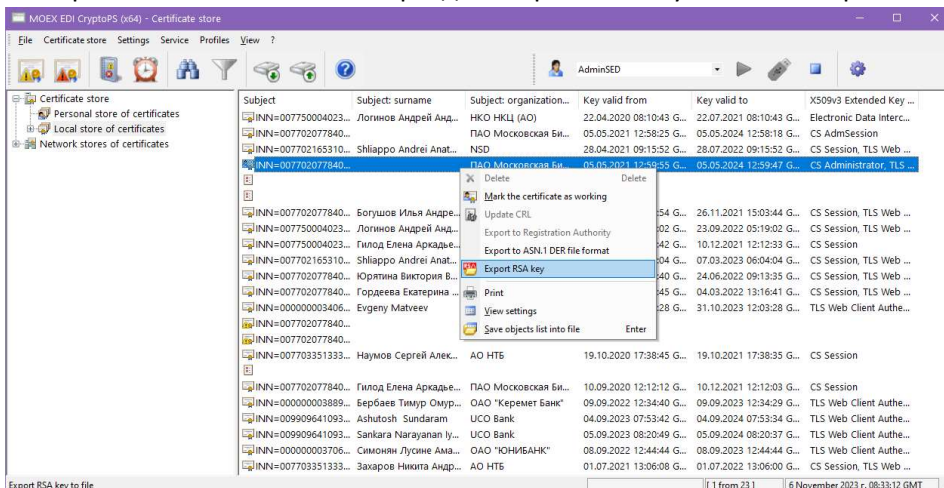 MOEX EDI CryptoPS (x64) - Certificate store
File Certificate store Settings Service Profiles View ?
AdminSED
Certificate store
Personal store of certificates
Local store of certificates
Network stores of certificates
Subject Subject: surname Subject: organization... Key valid from Key valid to X509v3 Extended Key ...
INN=007750004023... Логинов Андрей Анд... НКО НКЦ (АО) 22.04.2020 08:10:43 G... 22.07.2021 08:10:43 G... Electronic Data Interc...
INN=007702077840... ПАО Московская Би... 05.05.2021 12:58:25 G... 05.05.2024 12:58:18 G... CS AdmSession
INN=007702165310... Shliappo Andrei Anat... NSD 28.04.2021 09:15:52 G... 28.07.2022 09:15:52 G... CS Session, TLS Web ...
INN=007702077840... ПАО Московская Би... 05.05.2021 12:59:55 G... 05.05.2024 12:59:47 G... CS Administrator, TLS ...
Delete Delete
Mark the certificate as working
INN=007702077840... Богушов Илья Андре... :54 G... 26.11.2021 15:03:44 G... CS Session, TLS Web ...
Update CRL
INN=007750004023... Логинов Андрей Анд... :02 G... 23.09.2022 05:19:02 G... CS Session, TLS Web ...
Export to Registration Authority
INN=007750004023... Гилод Елена Аркадье... :42 G... 10.12.2021 12:12:33 G... CS Session
Export to ASN.1 DER file format
INN=007702165310... Shliappo Andrei Anat... :04 G... 07.03.2023 06:04:04 G... CS Session, TLS Web ...
Export RSA key
INN=007702077840... Юрятина Виктория В... :40 G... 24.06.2022 09:13:35 G... CS Session, TLS Web ...
INN=007702077840... Гордеева Екатерина ... :45 G... 04.03.2022 13:16:41 G... CS Session, TLS Web ...
Print
INN=000000003406... Evgeny Matveev :28 G... 31.10.2023 12:03:28 G... TLS Web Client Authe...
View settings
INN=007702077840...
Save objects list into file Enter
INN=007702077840...
INN=007703351333... Наумов Сергей Алек... АО НТБ 19.10.2020 17:38:45 G... 19.10.2021 17:38:35 G... CS Session
INN=007702077840... Гилод Елена Аркадье... ПАО Московская Би... 10.09.2020 12:12:12 G... 10.12.2021 12:12:03 G... CS Session
INN=000000003889... Бербаев Тимур Омур... ОАО "Керемет Банк" 09.09.2022 12:34:40 G... 09.09.2023 12:34:29 G... TLS Web Client Authe...
INN=009909641093... Ashutosh Sundaram UCO Bank 04.09.2023 07:53:42 G... 04.09.2024 07:53:34 G... TLS Web Client Authe...
INN=009909641093... Sankara Narayanan Iy... UCO Bank 05.09.2023 08:20:49 G... 05.09.2024 08:20:37 G... TLS Web Client Authe...
INN=000000003706... Симонян Лусине Ама... ОАО "ЮНИБАНК" 08.09.2022 12:44:44 G... 08.09.2023 12:44:44 G... TLS Web Client Authe...
INN=007703351333... Захаров Никита Андр... АО НТБ 01.07.2021 13:06:08 G... 01.07.2022 13:06:00 G... CS Session, TLS Web ...
Export RSA key to file [ 1 from 23 ] 6 November 2023 г. 08:33:12 GMT